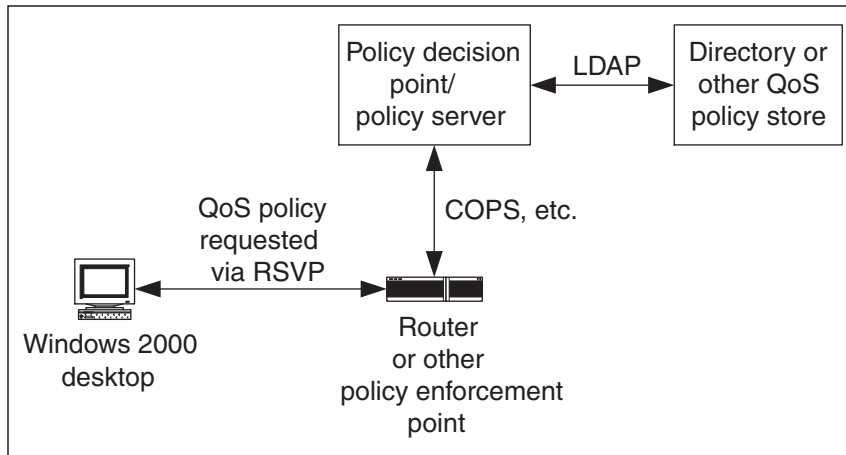 Policy decision
point/
policy server
LDAP
Directory or
other QoS
policy store
COPS, etc.
QoS policy
requested
via RSVP
Windows 2000
desktop
Router
or other
policy enforcement
point